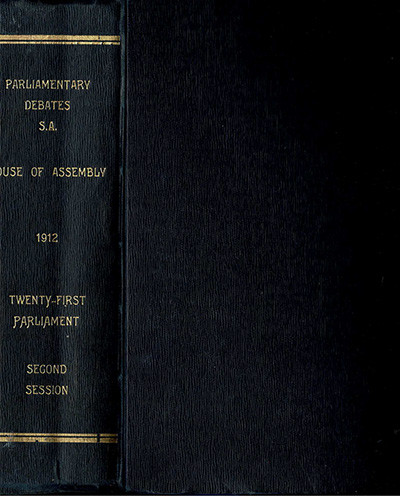 PARLIAMENTARY
DEBATES
S.A.
OUSE OF ASSEMBLY
1912
TWENTY-FIRST
PARLIAMENT
SECOND
SESSION